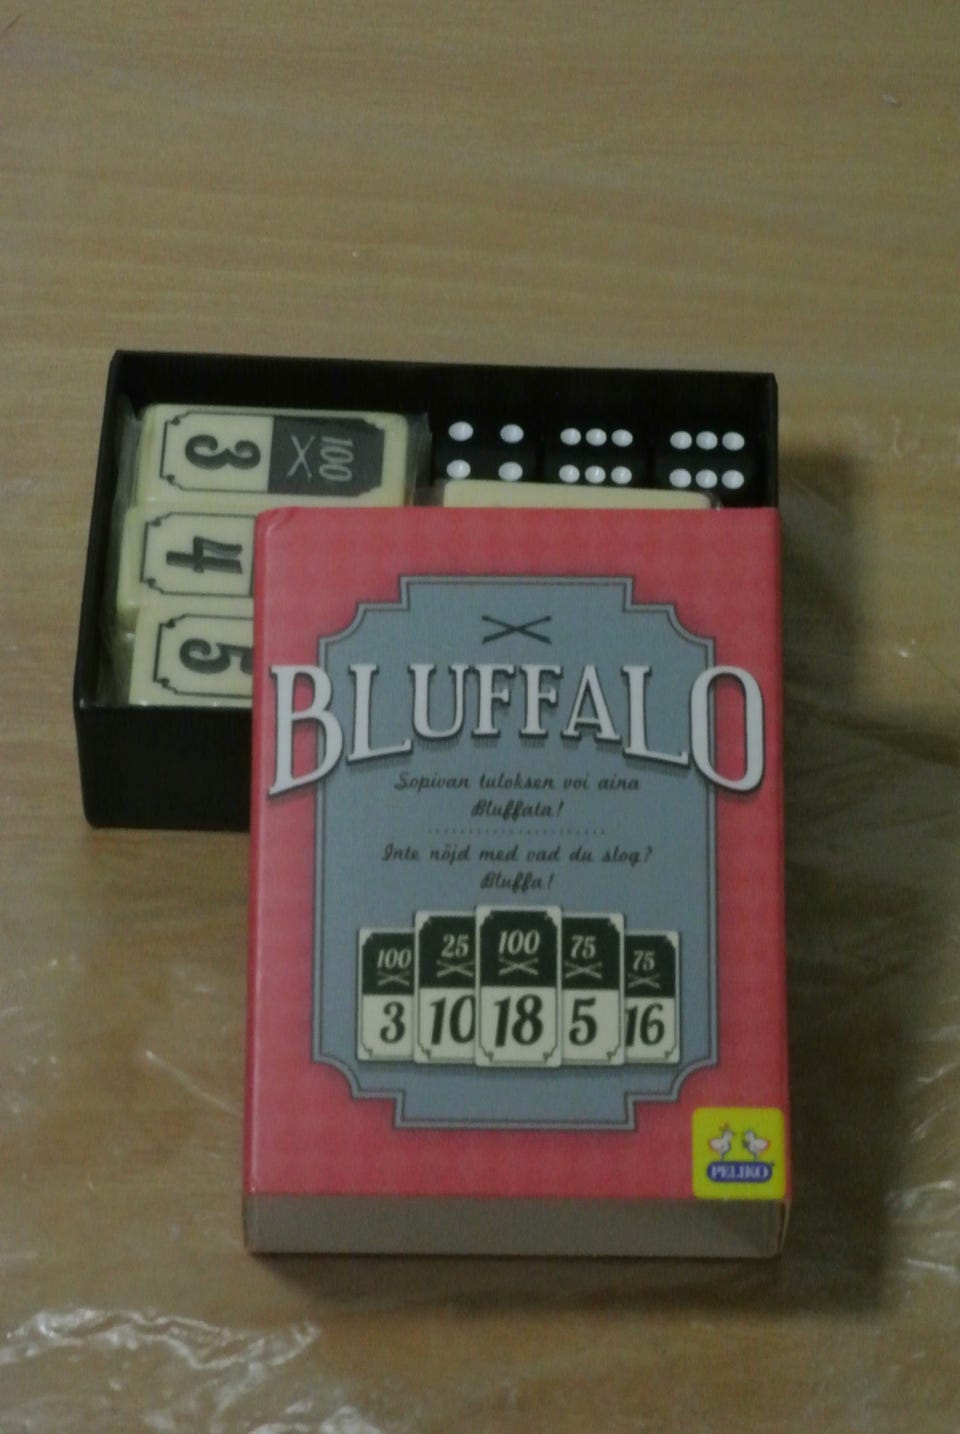 3 100
4
5
BLUFFALO
Sopivan tuloksen voi aina
Bluffata!
Inte nöjd med vad du slog?
Bluffa!
100 25 100 75 75
3 10 18 5 16
PELIKO